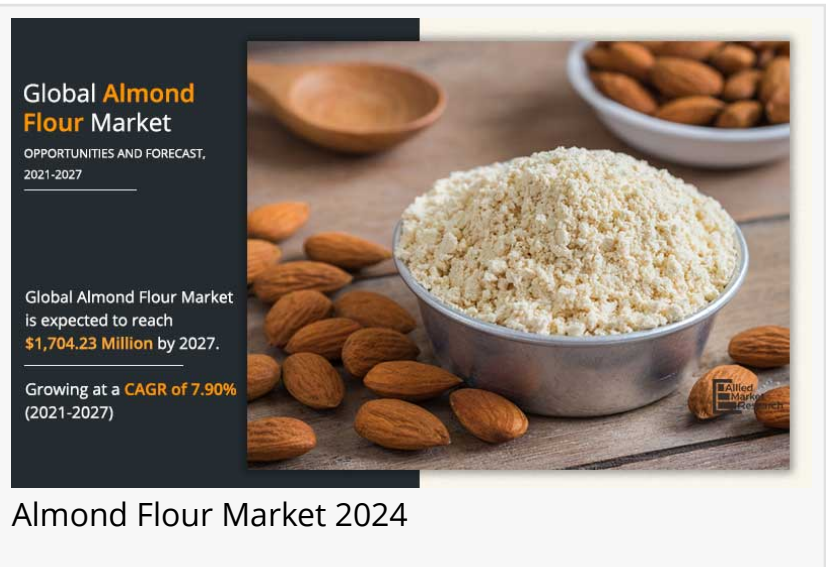 Global Almond
Flour Market
OPPORTUNITIES AND FORECAST,
2021-2027
Global Almond Flour Market
is expected to reach
$1,704.23 Million by 2027.
Growing at a CAGR of 7.90%
(2021-2027)
Allied
Market
Research
Almond Flour Market 2024